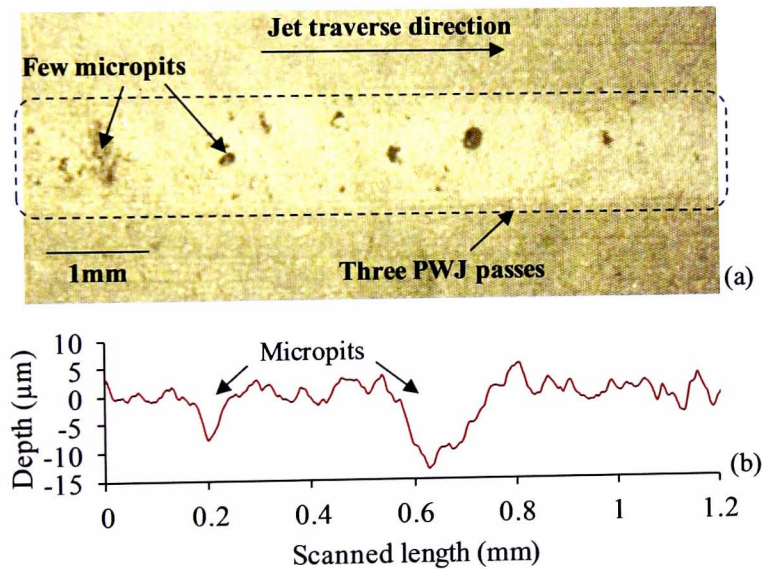 Jet traverse direction
Few micropits
1mm
Three PWJ passes
(a)
10
5
0
-5
-10
-15
Depth (µm)
Micropits
(b)
0 0.2 0.4 0.6 0.8 1 1.2
Scanned length (mm)